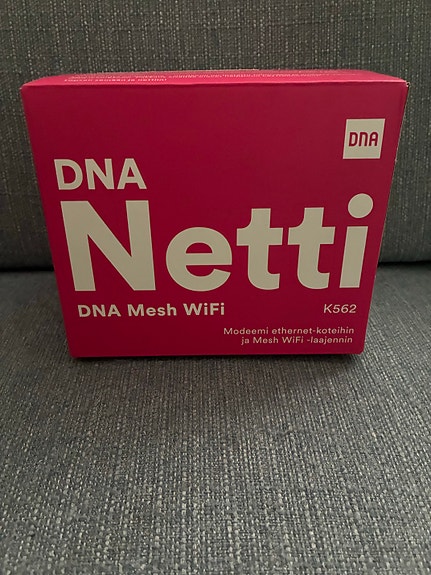 DNA
DNA
Netti
DNA Mesh WiFi
K562
Modeemi ethernet-koteihin
ja Mesh WiFi -laajennin